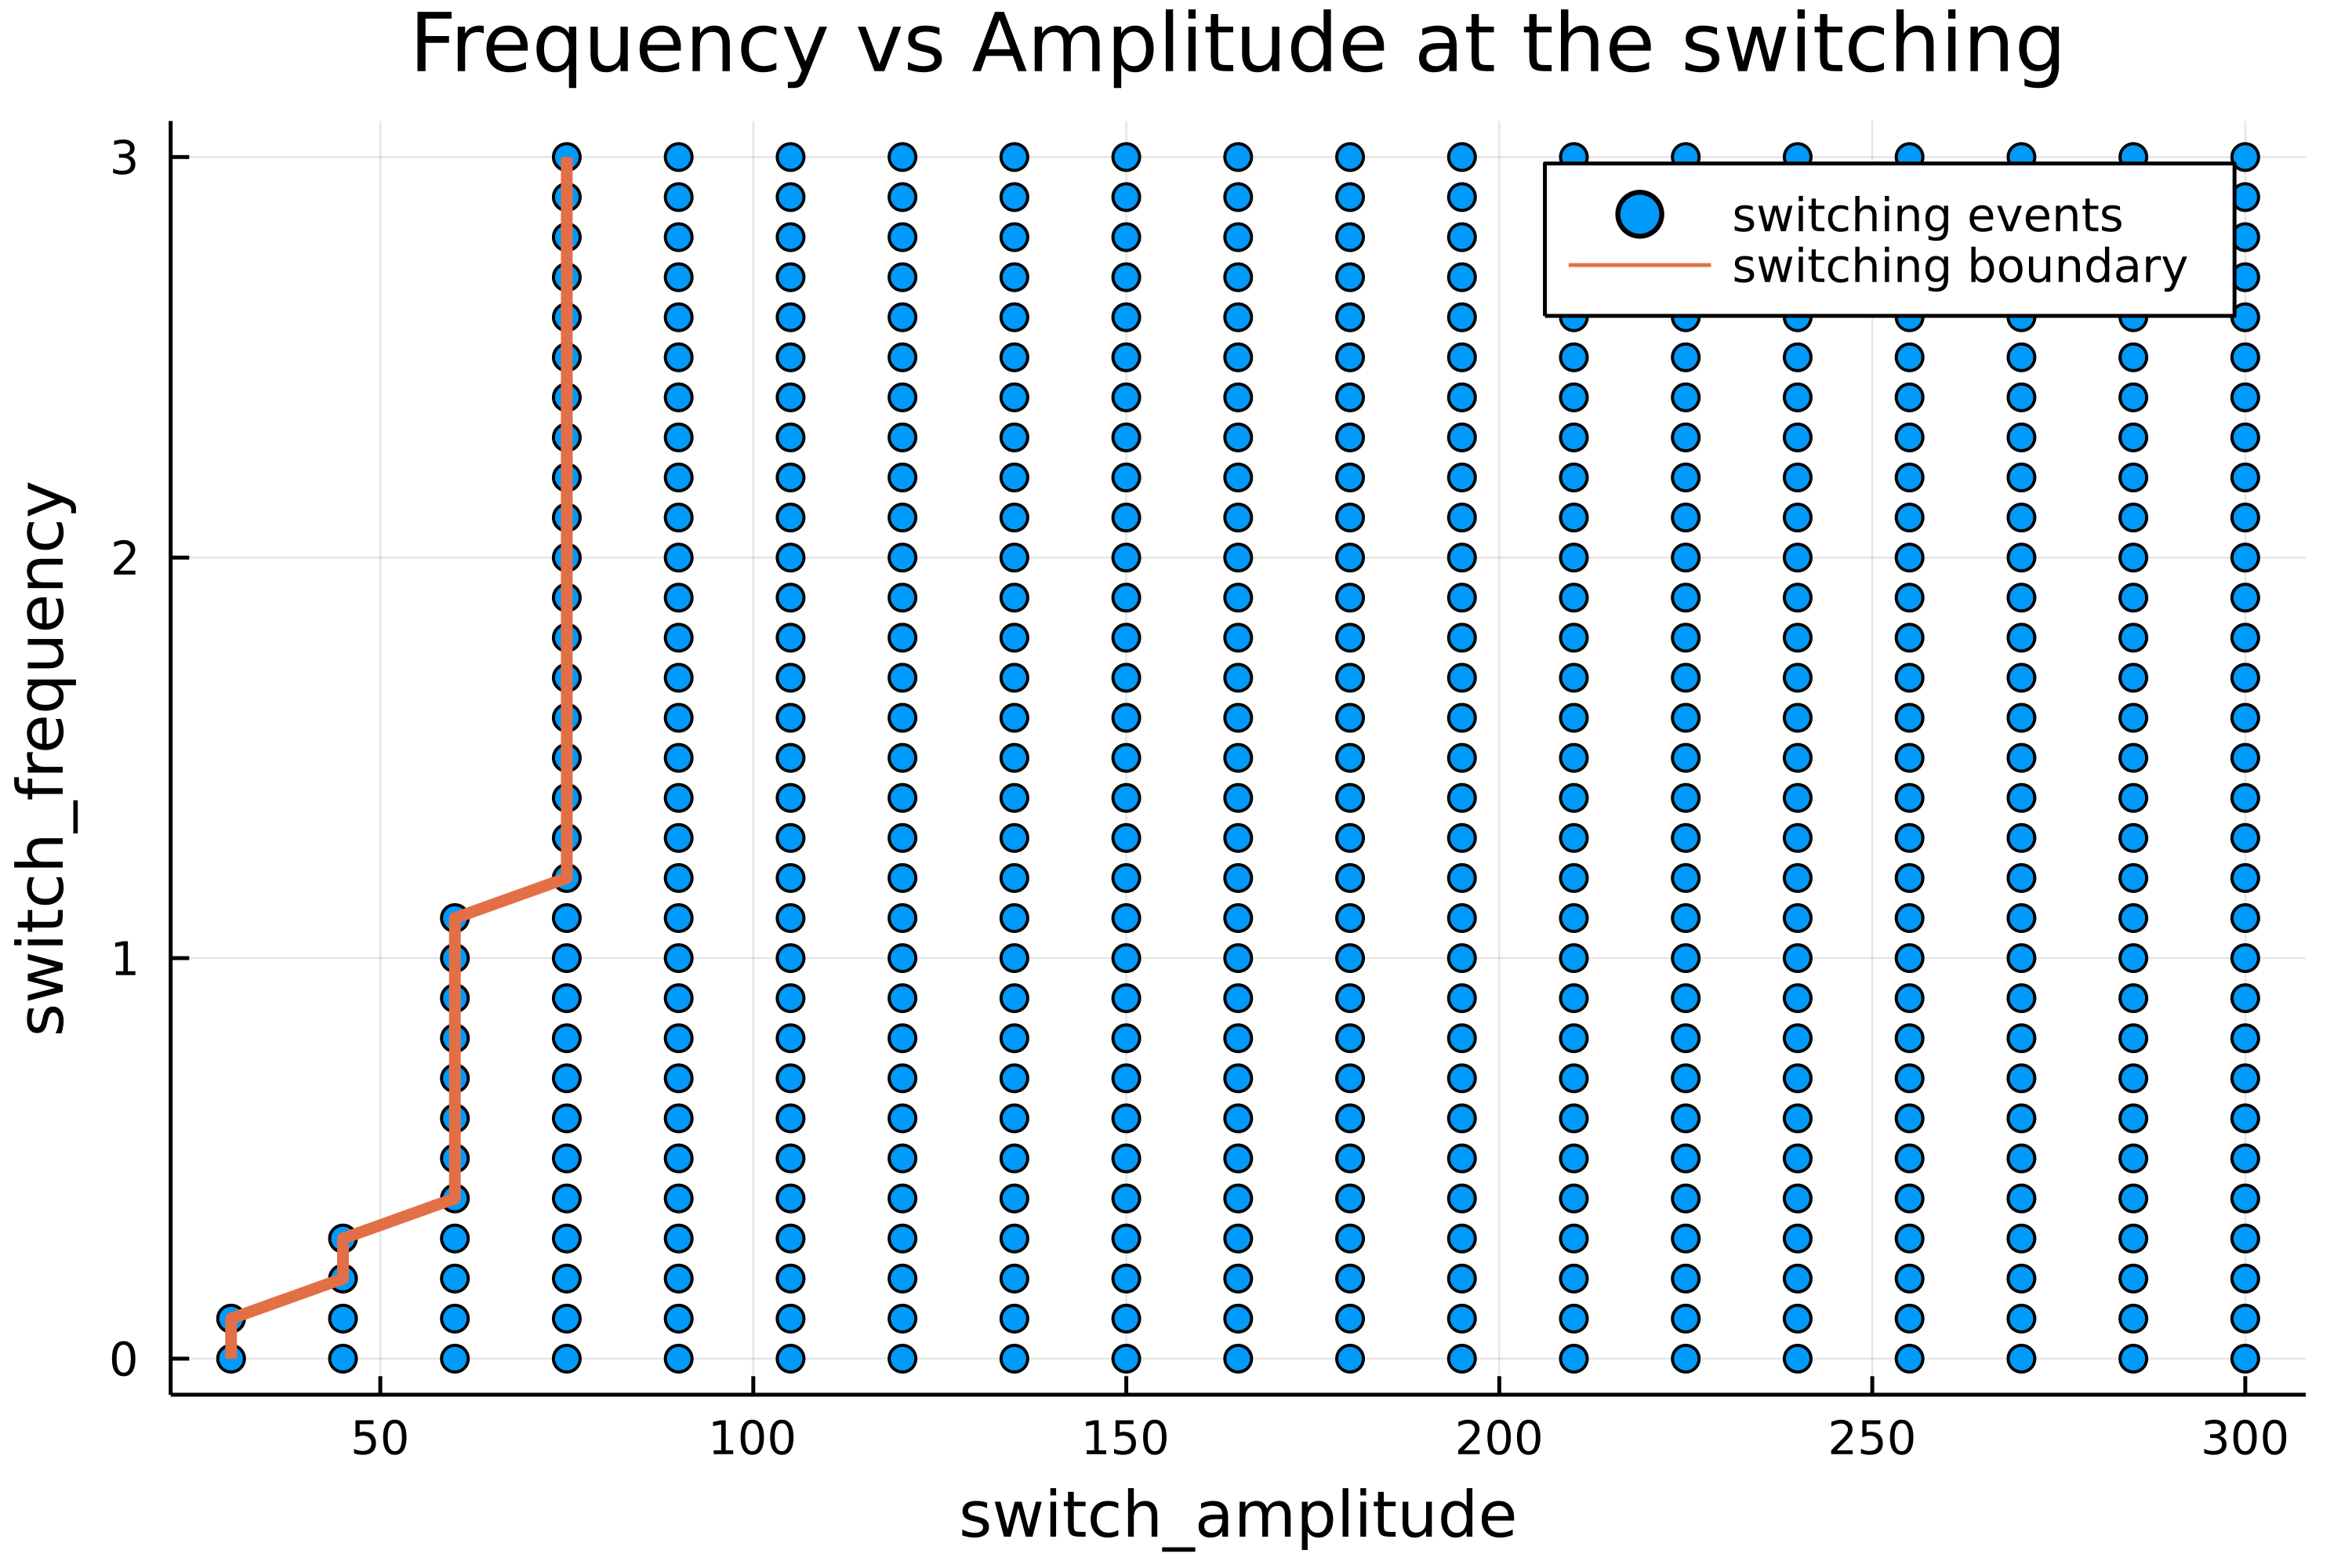 Frequency vs Amplitude at the switching
switching events
switching boundary
switch_frequency
3
2
1
0
50 100 150 200 250 300
switch_amplitude